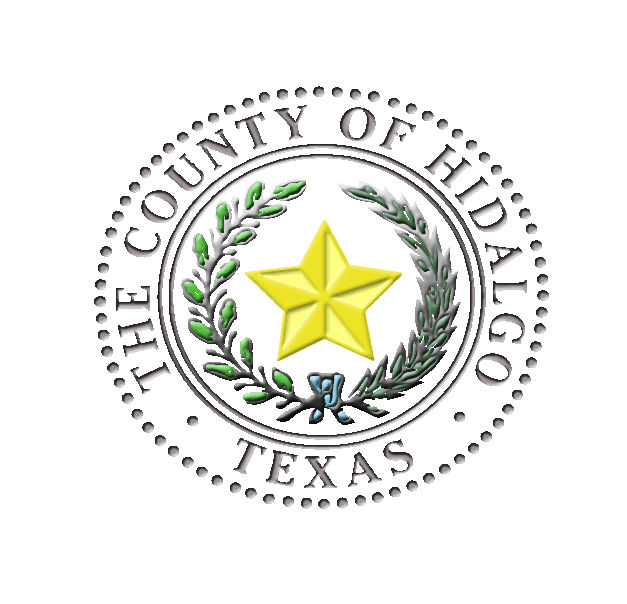 THE COUNTY OF HIDALGO
· TEXAS ·